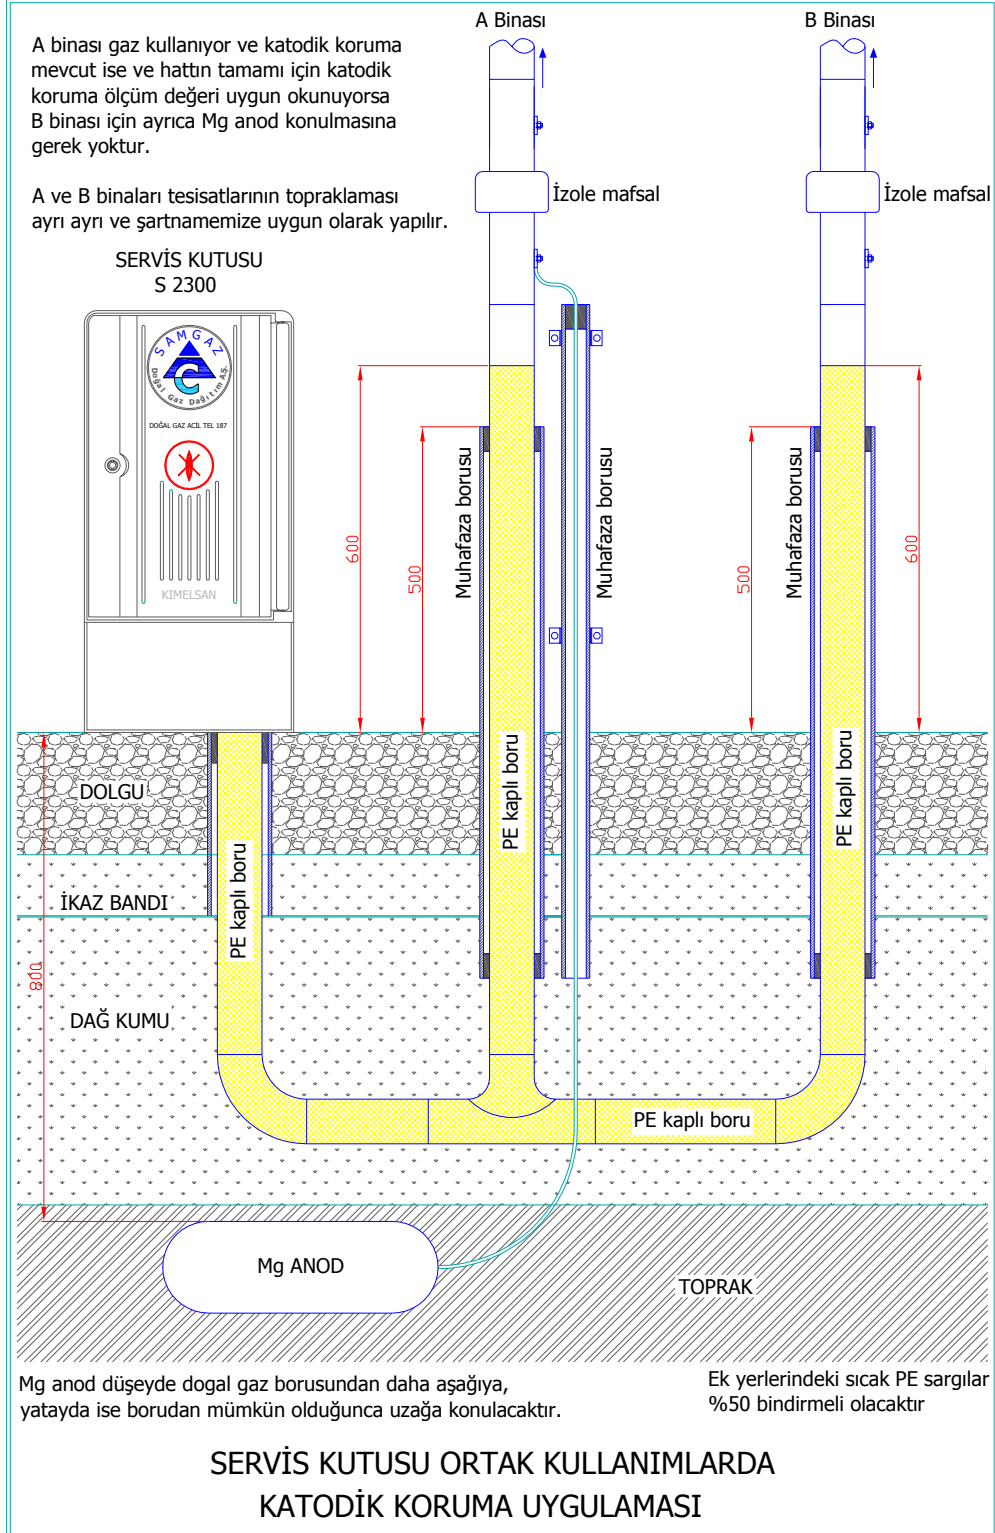 A Binası
B Binası
A binası gaz kullanıyor ve katodik koruma
mevcut ise ve hattın tamamı için katodik
koruma ölçüm değeri uygun okunuyorsa
B binası için ayrıca Mg anod konulmasına
gerek yoktur.
A ve B binaları tesisatlarının topraklaması
ayrı ayrı ve şartnamemize uygun olarak yapılır.
İzole mafsal
İzole mafsal
SERVİS KUTUSU
S 2300
SAMGAZ
Doğal Gaz Dağıtım AŞ.
DOĞAL GAZ ACİL TEL 187
KIMELSAN
600
500
Muhafaza borusu
Muhafaza borusu
500
Muhafaza borusu
600
DOLGU
PE kaplı boru
PE kaplı boru
PE kaplı boru
İKAZ BANDI
800
DAĞ KUMU
PE kaplı boru
Mg ANOD
TOPRAK
Mg anod düşeyde dogal gaz borusundan daha aşağıya,
yatayda ise borudan mümkün olduğunca uzağa konulacaktır.
Ek yerlerindeki sıcak PE sargılar
%50 bindirmeli olacaktır
SERVİS KUTUSU ORTAK KULLANIMLARDA
KATODİK KORUMA UYGULAMASI